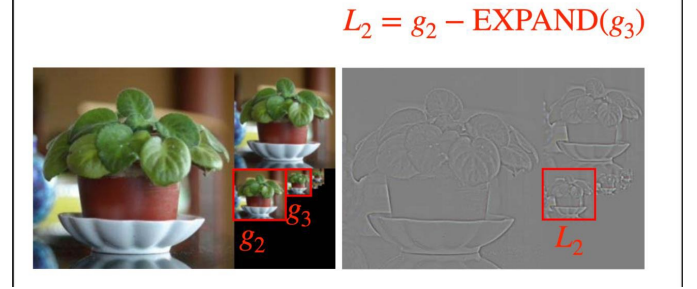 L₂ = g₂ − EXPAND(g₃)
g₃
g₂
L₂